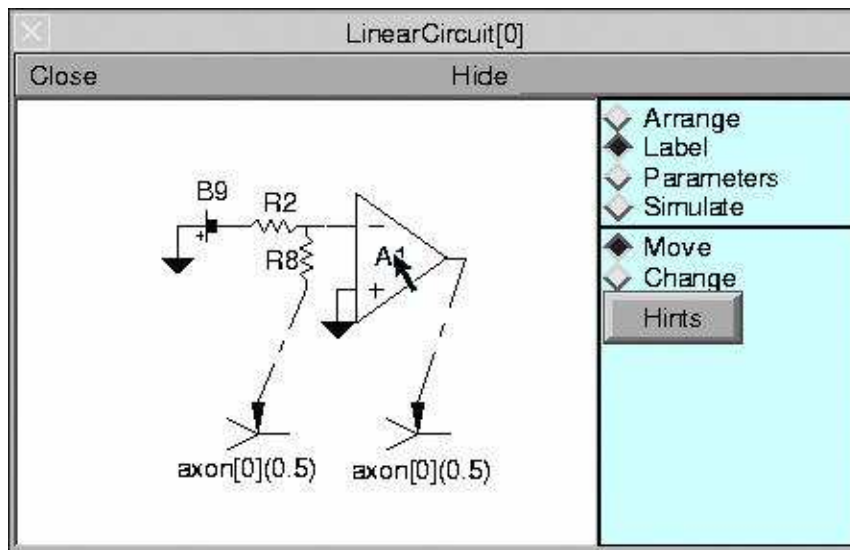 LinearCircuit[0]
Close Hide
Arrange
Label
Parameters
Simulate
Move
Change
Hints
B9
R2
R8
-
A1
+
+
axon[0](0.5) axon[0](0.5)